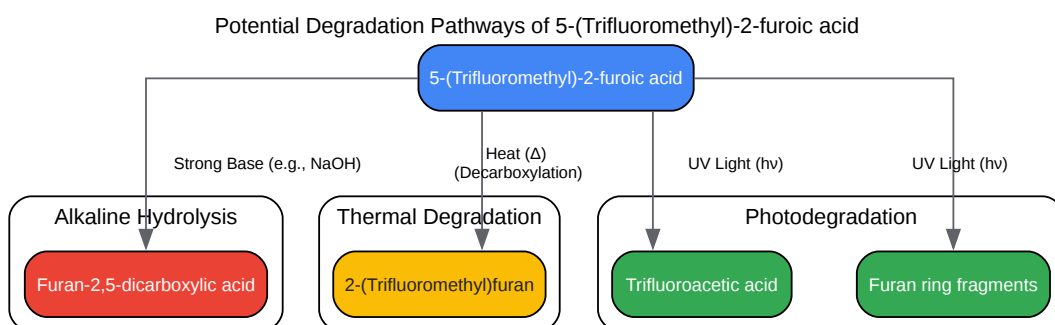 Potential Degradation Pathways of 5-(Trifluoromethyl)-2-furoic acid
5-(Trifluoromethyl)-2-furoic acid
Strong Base (e.g., NaOH)
Heat (Δ)
(Decarboxylation)
UV Light (hν)
UV Light (hν)
Alkaline Hydrolysis
Thermal Degradation
Photodegradation
Furan-2,5-dicarboxylic acid
2-(Trifluoromethyl)furan
Trifluoroacetic acid
Furan ring fragments